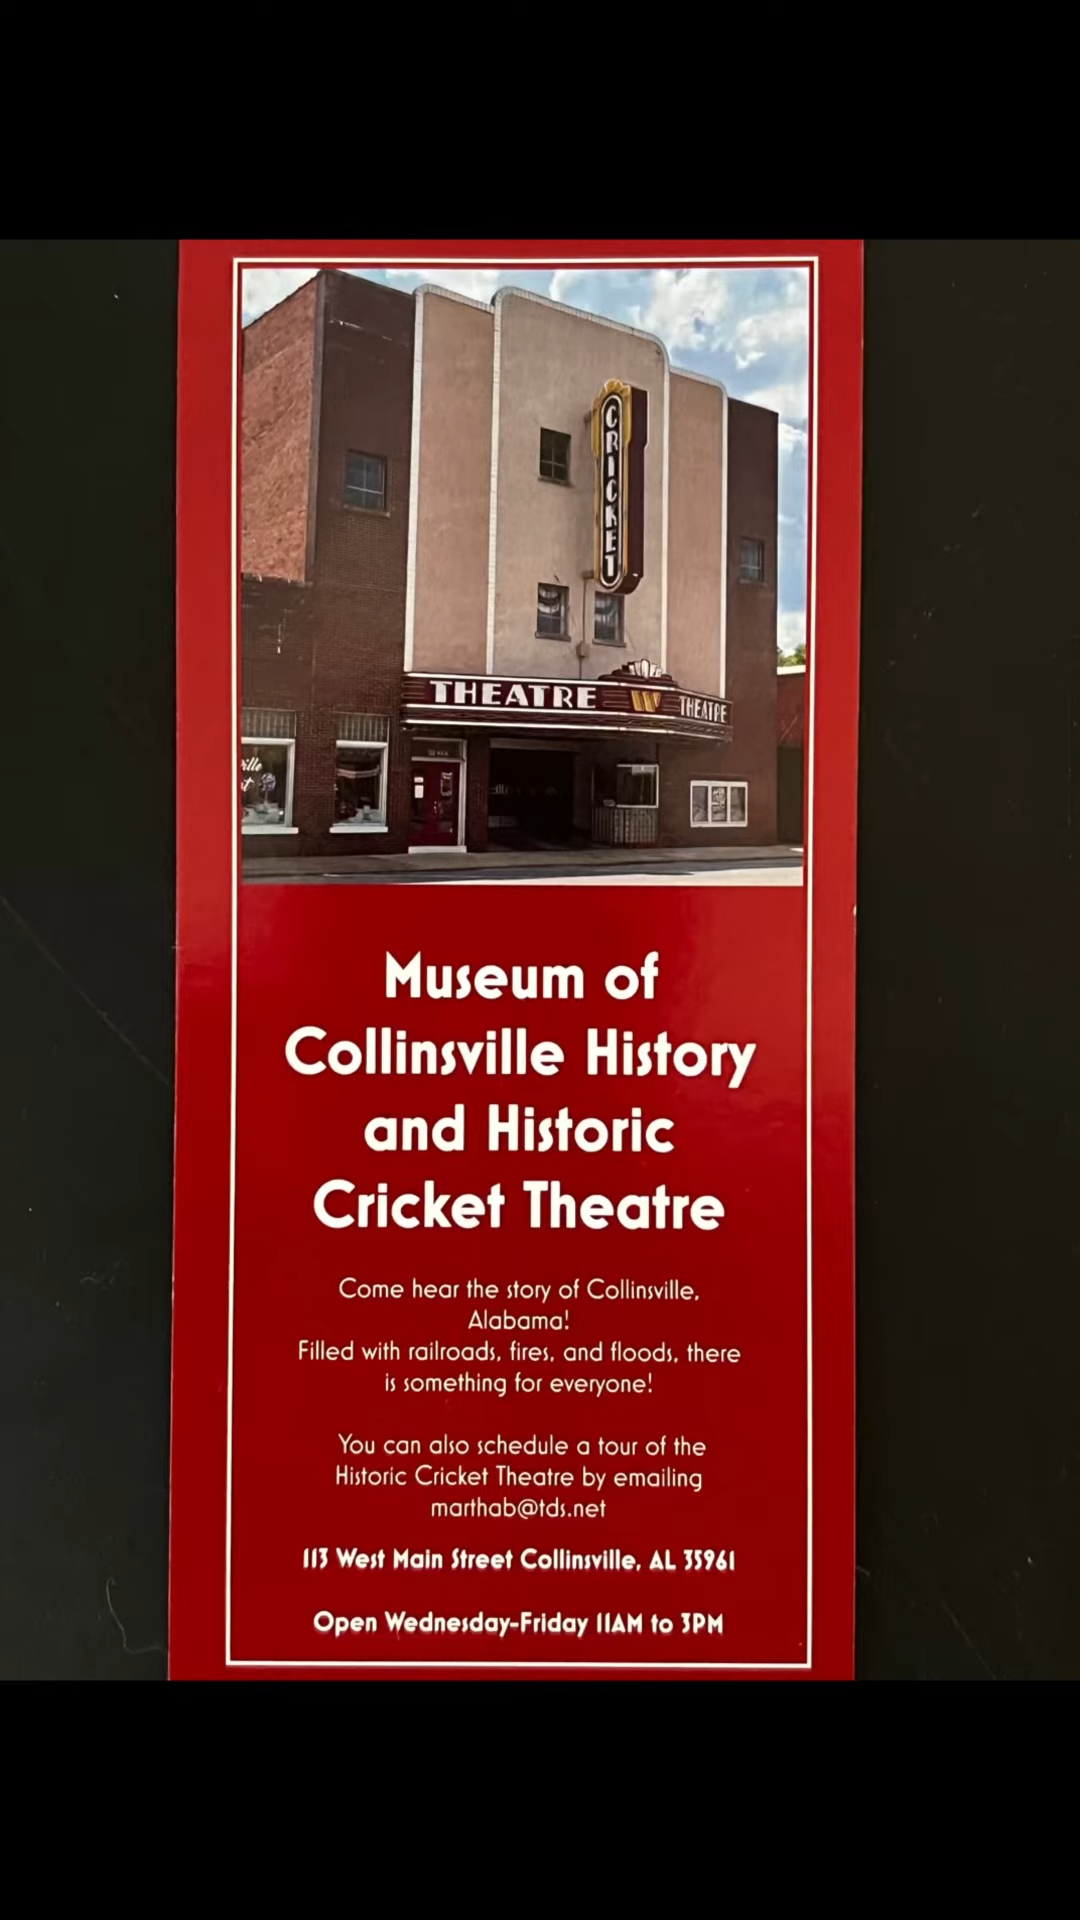 CRICKET
THEATRE
THEATRE
Museum of
Collinsville History
and Historic
Cricket Theatre
Come hear the story of Collinsville,
Alabama!
Filled with railroads, fires, and floods, there
is something for everyone!
You can also schedule a tour of the
Historic Cricket Theatre by emailing
marthab@tds.net
113 West Main Street Collinsville, AL 35961
Open Wednesday-Friday 11AM to 3PM